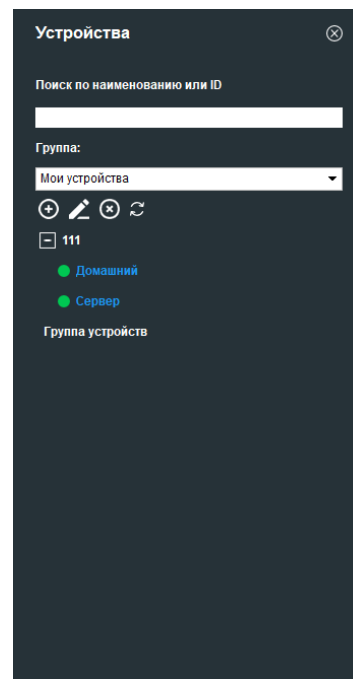 Устройства
Поиск по наименованию или ID
Группа:
Мои устройства
111
Домашний
Сервер
Группа устройств